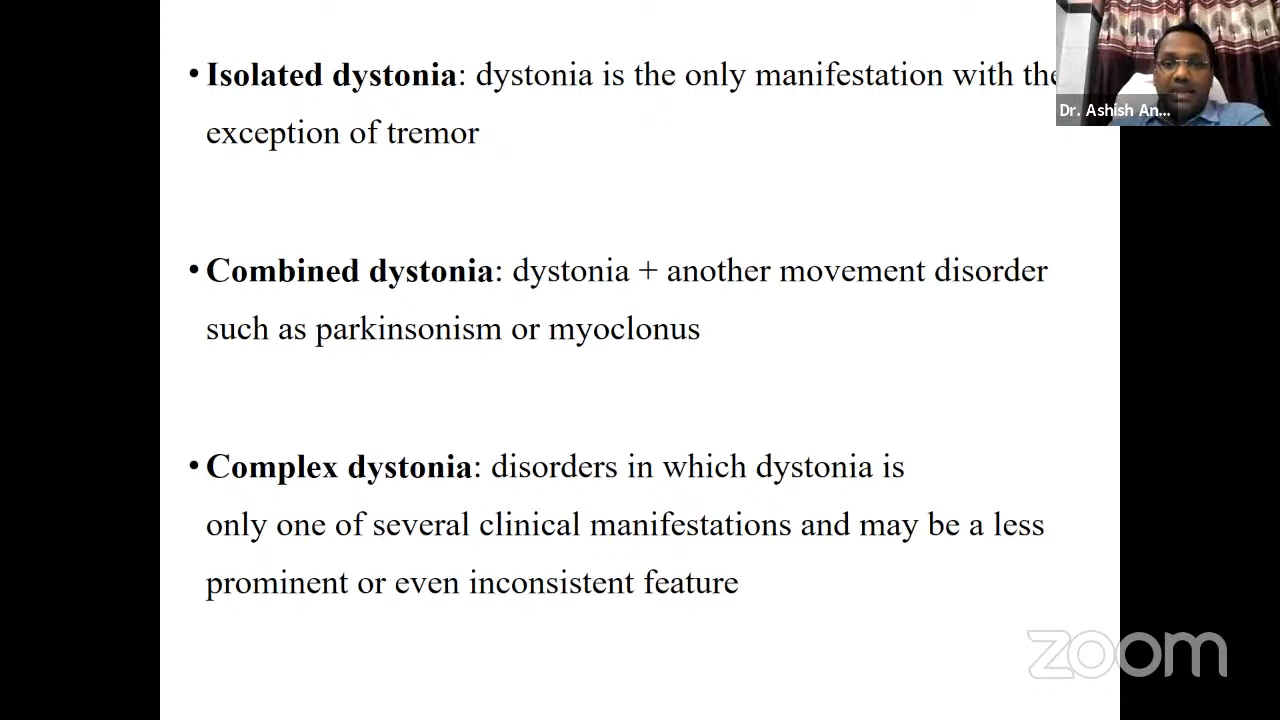 • Isolated dystonia: dystonia is the only manifestation with the
exception of tremor
Dr. Ashish An...
• Combined dystonia: dystonia + another movement disorder
such as parkinsonism or myoclonus
• Complex dystonia: disorders in which dystonia is
only one of several clinical manifestations and may be a less
prominent or even inconsistent feature
zoom